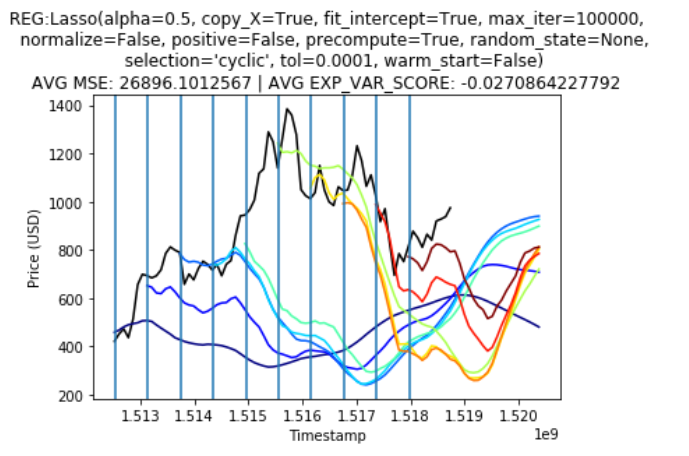 REG:Lasso(alpha=0.5, copy_X=True, fit_intercept=True, max_iter=100000,
normalize=False, positive=False, precompute=True, random_state=None,
selection='cyclic', tol=0.0001, warm_start=False)
AVG MSE: 26896.1012567 | AVG EXP_VAR_SCORE: -0.0270864227792
1400
1200
1000
800
600
400
200
Price (USD)
1.513 1.514 1.515 1.516 1.517 1.518 1.519 1.520
1e9
Timestamp